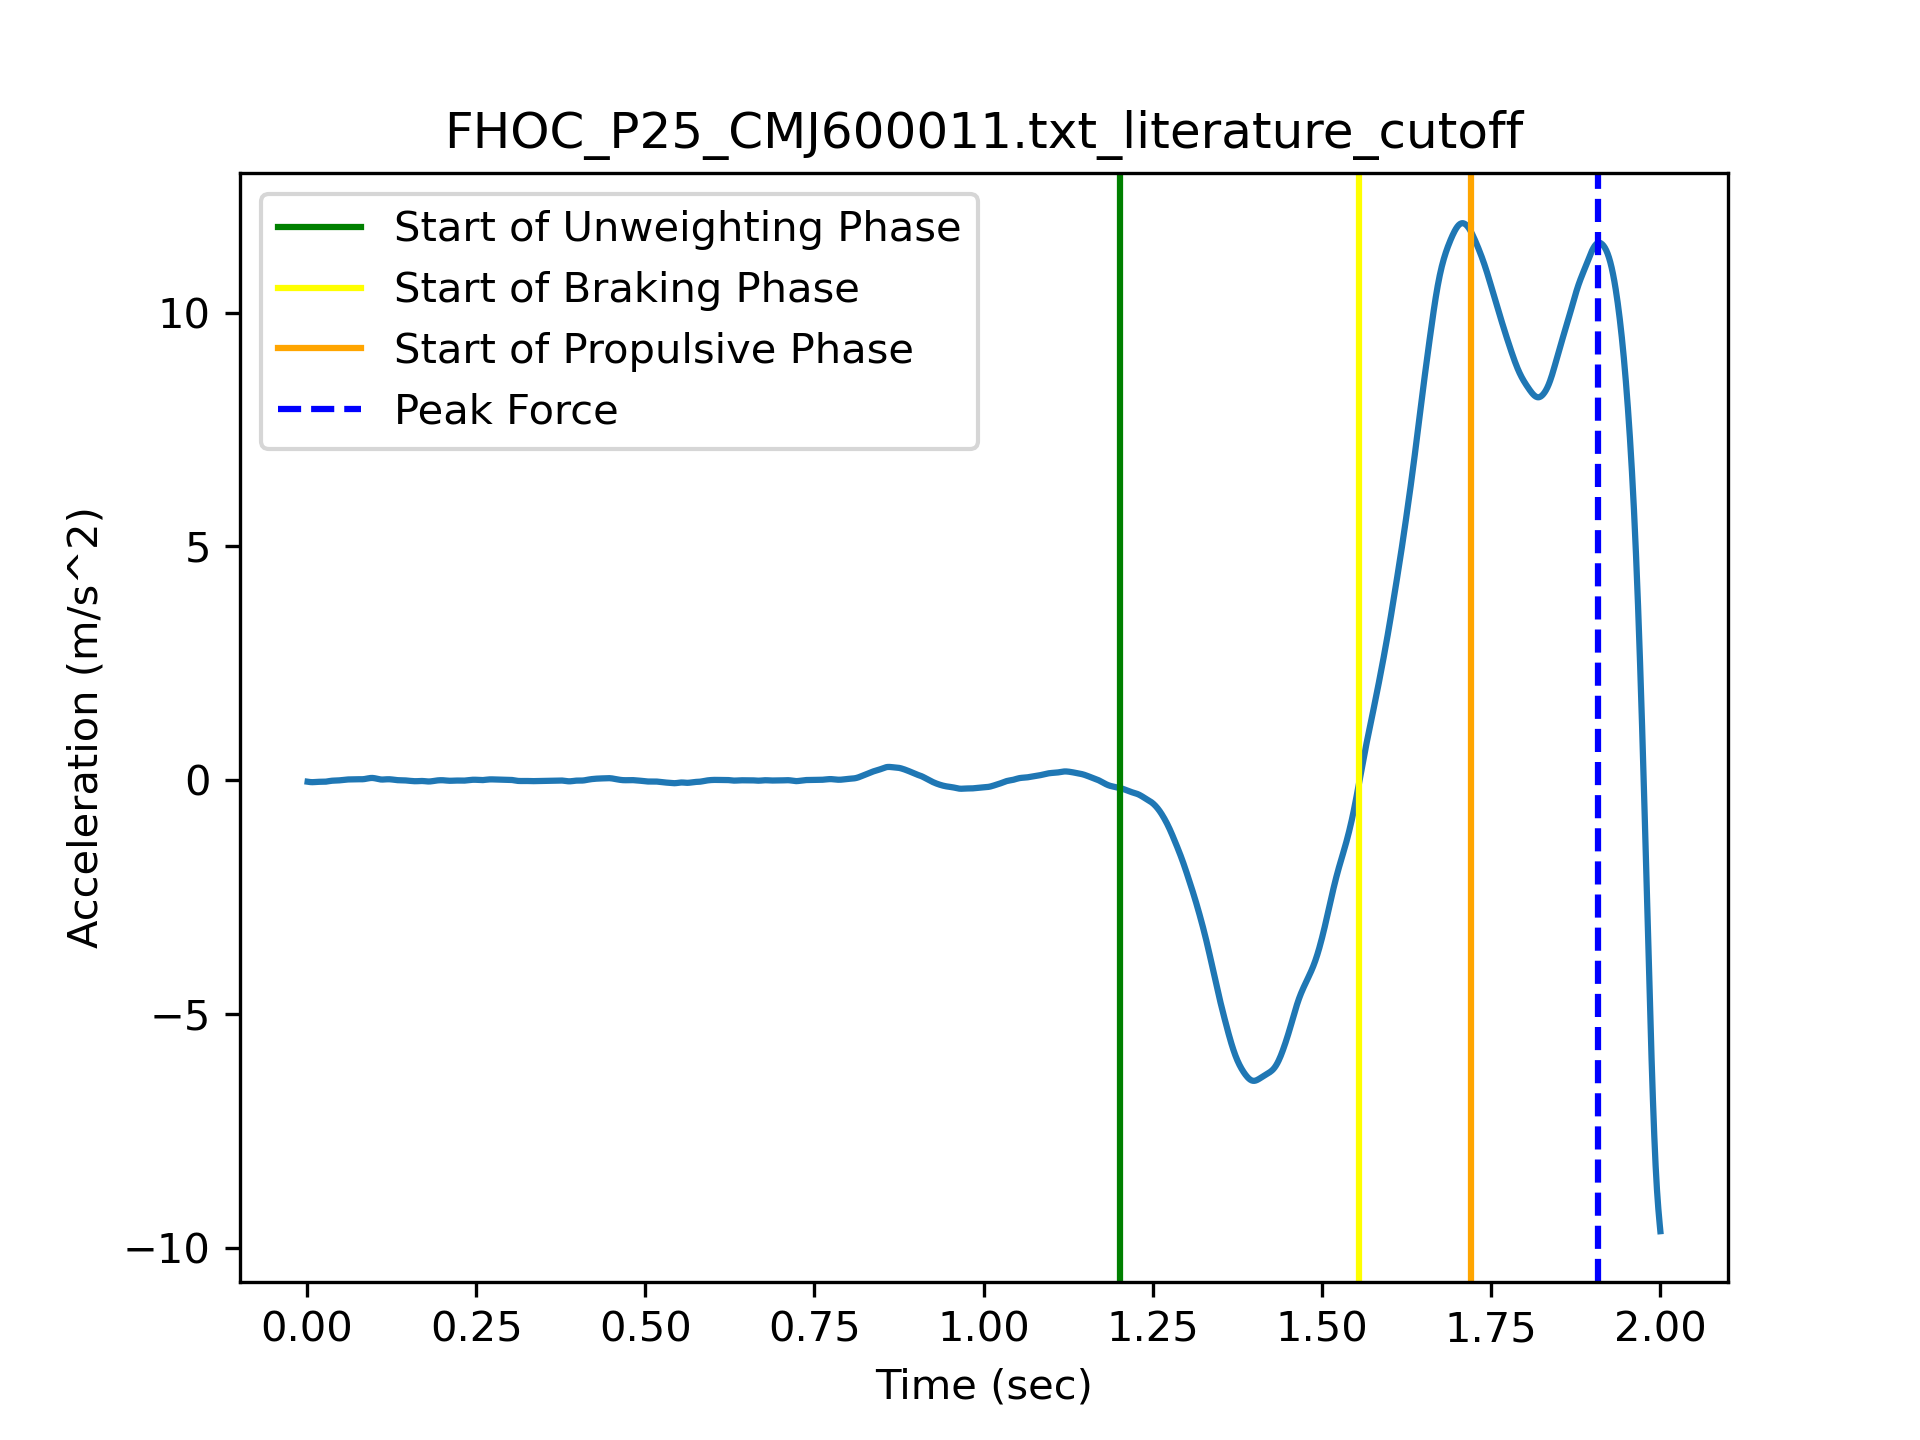 FHOC_P25_CMJ600011.txt_literature_cutoff
Start of Unweighting Phase
Start of Braking Phase
Start of Propulsive Phase
Peak Force
Acceleration (m/s^2)
10
5
0
−5
−10
0.00 0.25 0.50 0.75 1.00 1.25 1.50 1.75 2.00
Time (sec)